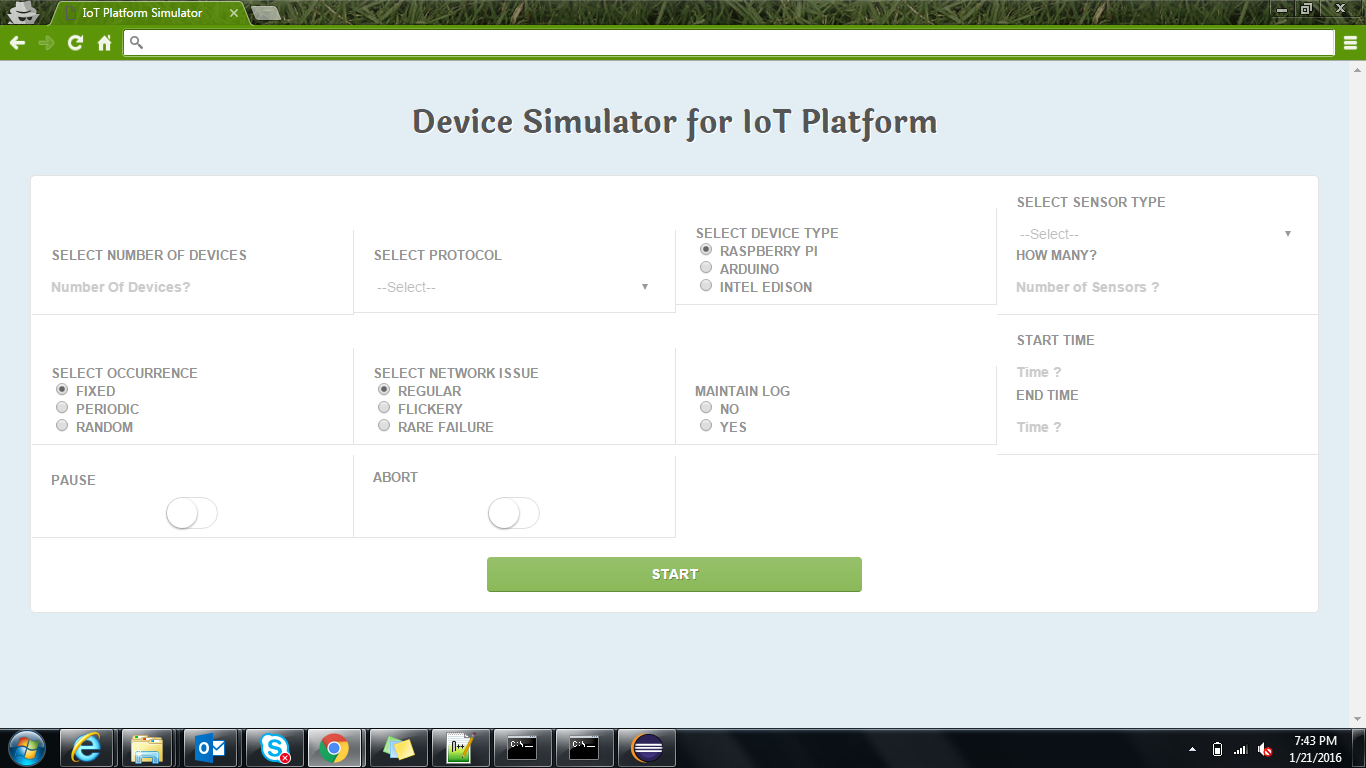 IoT Platform Simulator
Device Simulator for IoT Platform
SELECT NUMBER OF DEVICES
Number Of Devices?
SELECT PROTOCOL
--Select--
SELECT DEVICE TYPE
RASPBERRY PI
ARDUINO
INTEL EDISON
SELECT SENSOR TYPE
--Select--
HOW MANY?
Number of Sensors ?
SELECT OCCURRENCE
FIXED
PERIODIC
RANDOM
SELECT NETWORK ISSUE
REGULAR
FLICKERY
RARE FAILURE
MAINTAIN LOG
NO
YES
START TIME
Time ?
END TIME
Time ?
PAUSE
ABORT
START
7:43 PM
1/21/2016